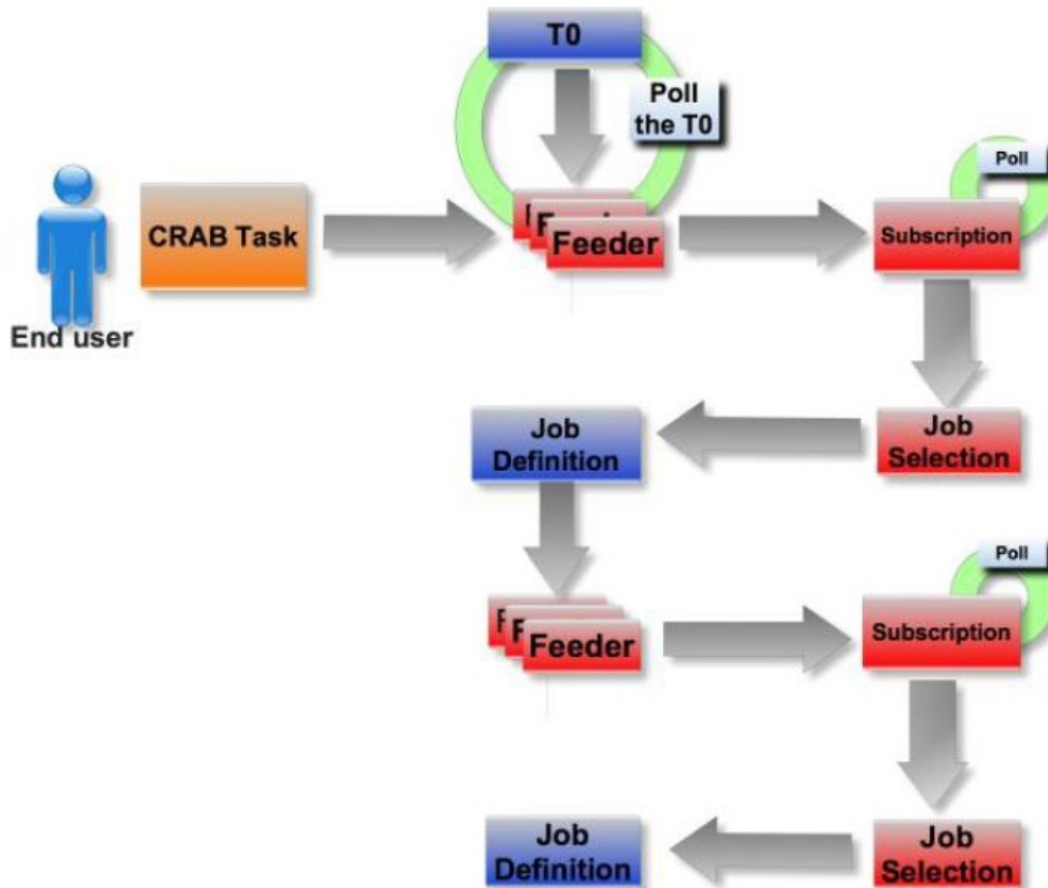 T0
Poll
the T0
Poll
CRAB Task
Feeder
Subscription
End user
Job
Definition
Job
Selection
Poll
Feeder
Subscription
Job
Definition
Job
Selection